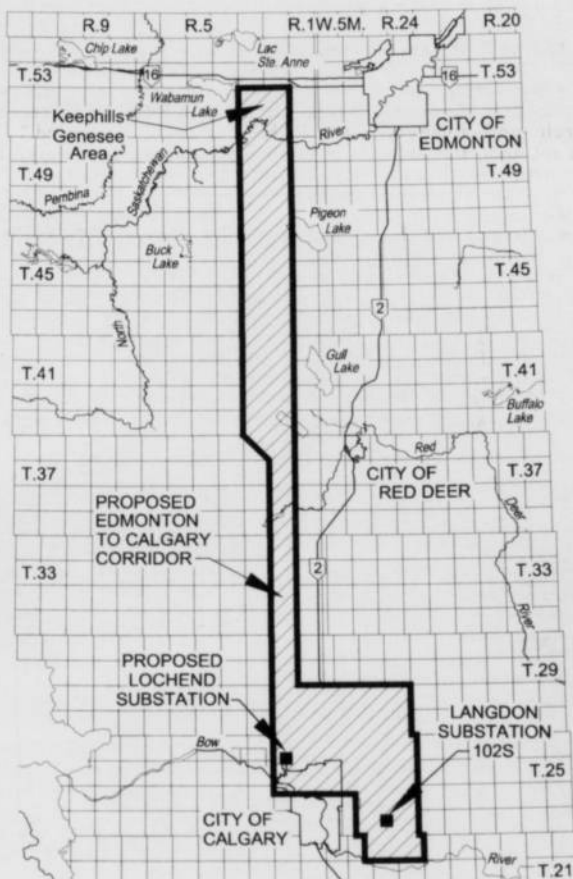 R.9
R.5
R.1W.5M.
R.24
R.20
Chip Lake
Lac
Ste. Anne
T.53
16
16
T.53
Wabamun
Lake
Keephills
Genesee
Area
River
CITY OF
EDMONTON
T.49
T.49
Pembina
Saskatchewan
Pigeon
Lake
Buck
Lake
T.45
T.45
2
North
Gull
Lake
T.41
T.41
Buffalo
Lake
Red
T.37
CITY OF
RED DEER
T.37
Deer
PROPOSED
EDMONTON
TO CALGARY
CORRIDOR
T.33
2
T.33
River
PROPOSED
LOCHEND
SUBSTATION
T.29
LANGDON
SUBSTATION
102S
Bow
T.25
CITY OF
CALGARY
River
T.21